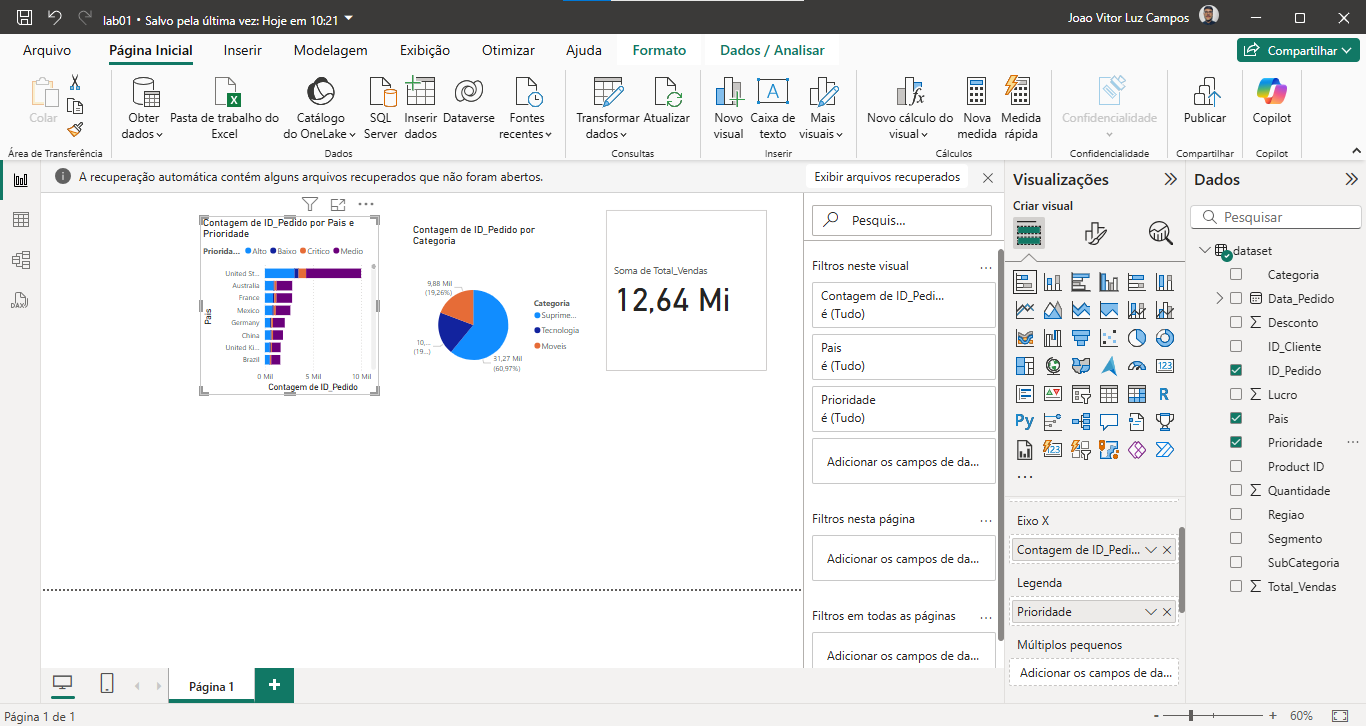 lab01 • Salvo pela última vez: Hoje em 10:21
Joao Vitor Luz Campos
Arquivo
Página Inicial
Inserir
Modelagem
Exibição
Otimizar
Ajuda
Formato
Dados / Analisar
Compartilhar
Colar
Área de Transferência
Obter
dados
Pasta de trabalho do
Excel
Catálogo
do OneLake
SQL
Server
Inserir
dados
Dataverse
Fontes
recentes
Dados
Transformar
dados
Atualizar
Consultas
Novo
visual
Caixa de
texto
Mais
visuais
Inserir
Novo cálculo do
visual
Nova
medida
Medida
rápida
Cálculos
Confidencialidade
Confidencialidade
Publicar
Compartilhar
Copilot
Copilot
A recuperação automática contém alguns arquivos recuperados que não foram abertos.
Exibir arquivos recuperados
DAX
Contagem de ID_Pedido por Pais e
Prioridade
Priorida...
Alto
Baixo
Critico
Medio
Pais
United St...
Australia
France
Mexico
Germany
China
United Ki...
Brazil
0 Mil
5 Mil
10 Mil
Contagem de ID_Pedido
Contagem de ID_Pedido por
Categoria
9,88 Mil
(19,26%)
10,...
(19...
31,27 Mil
(60,97%)
Categoria
Suprime...
Tecnologia
Moveis
Soma de Total_Vendas
12,64 Mi
Pesquis...
Filtros neste visual
Contagem de ID_Pedi...
é (Tudo)
Pais
é (Tudo)
Prioridade
é (Tudo)
Adicionar os campos de da...
Filtros nesta página
Adicionar os campos de da...
Filtros em todas as páginas
Adicionar os campos de da...
Visualizações
Criar visual
123
R
Py
123
Eixo X
Contagem de ID_Pedi...
Legenda
Prioridade
Múltiplos pequenos
Adicionar os campos de da...
Dados
Pesquisar
dataset
Categoria
Data_Pedido
Desconto
ID_Cliente
ID_Pedido
Lucro
Pais
Prioridade
Product ID
Quantidade
Regiao
Segmento
SubCategoria
Total_Vendas
Página 1
+
Página 1 de 1
- + 60%